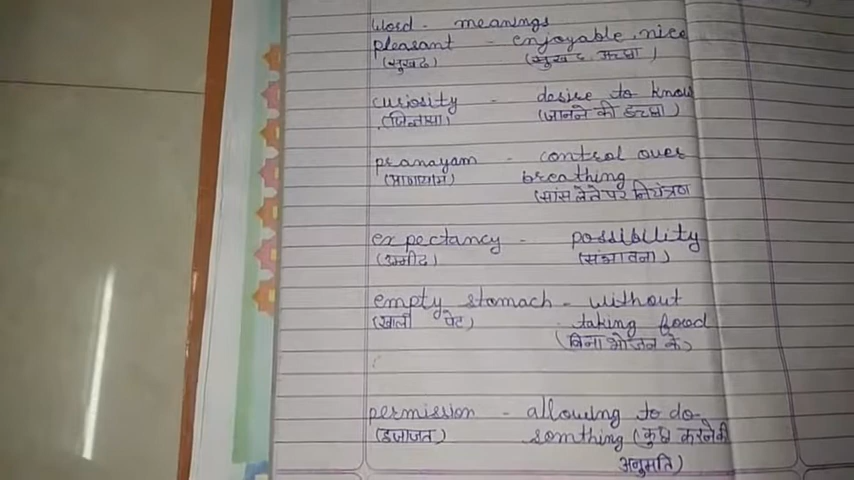 Word - meanings
pleasant - enjoyable, nice
(सुखद) (सुखद, अच्छा)
curiosity - desire to know
(जिज्ञासा) (जानने की इच्छा)
pranayam - control over
(प्राणायाम) breathing
(सांस लेने पर नियंत्रण
expectancy - possibility
(उम्मीद) (संभावना)
empty stomach - without
(खाली पेट) taking food
(बिना भोजन के)
permission - allowing to do
(इजाजत) somthing (कुछ करने की
अनुमति)